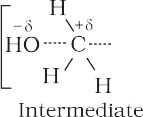 H
−δ +δ
HO C
H
H
Intermediate